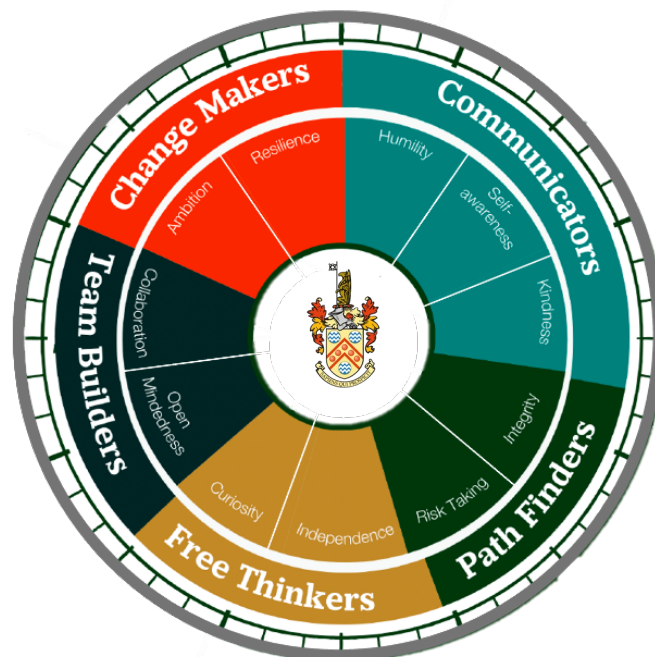 Change Makers
Resilience
Ambition
Communicators
Humility
Self-
awareness
Kindness
Path Finders
Integrity
Risk Taking
Free Thinkers
Independence
Curiosity
Team Builders
Open
Mindedness
Collaboration